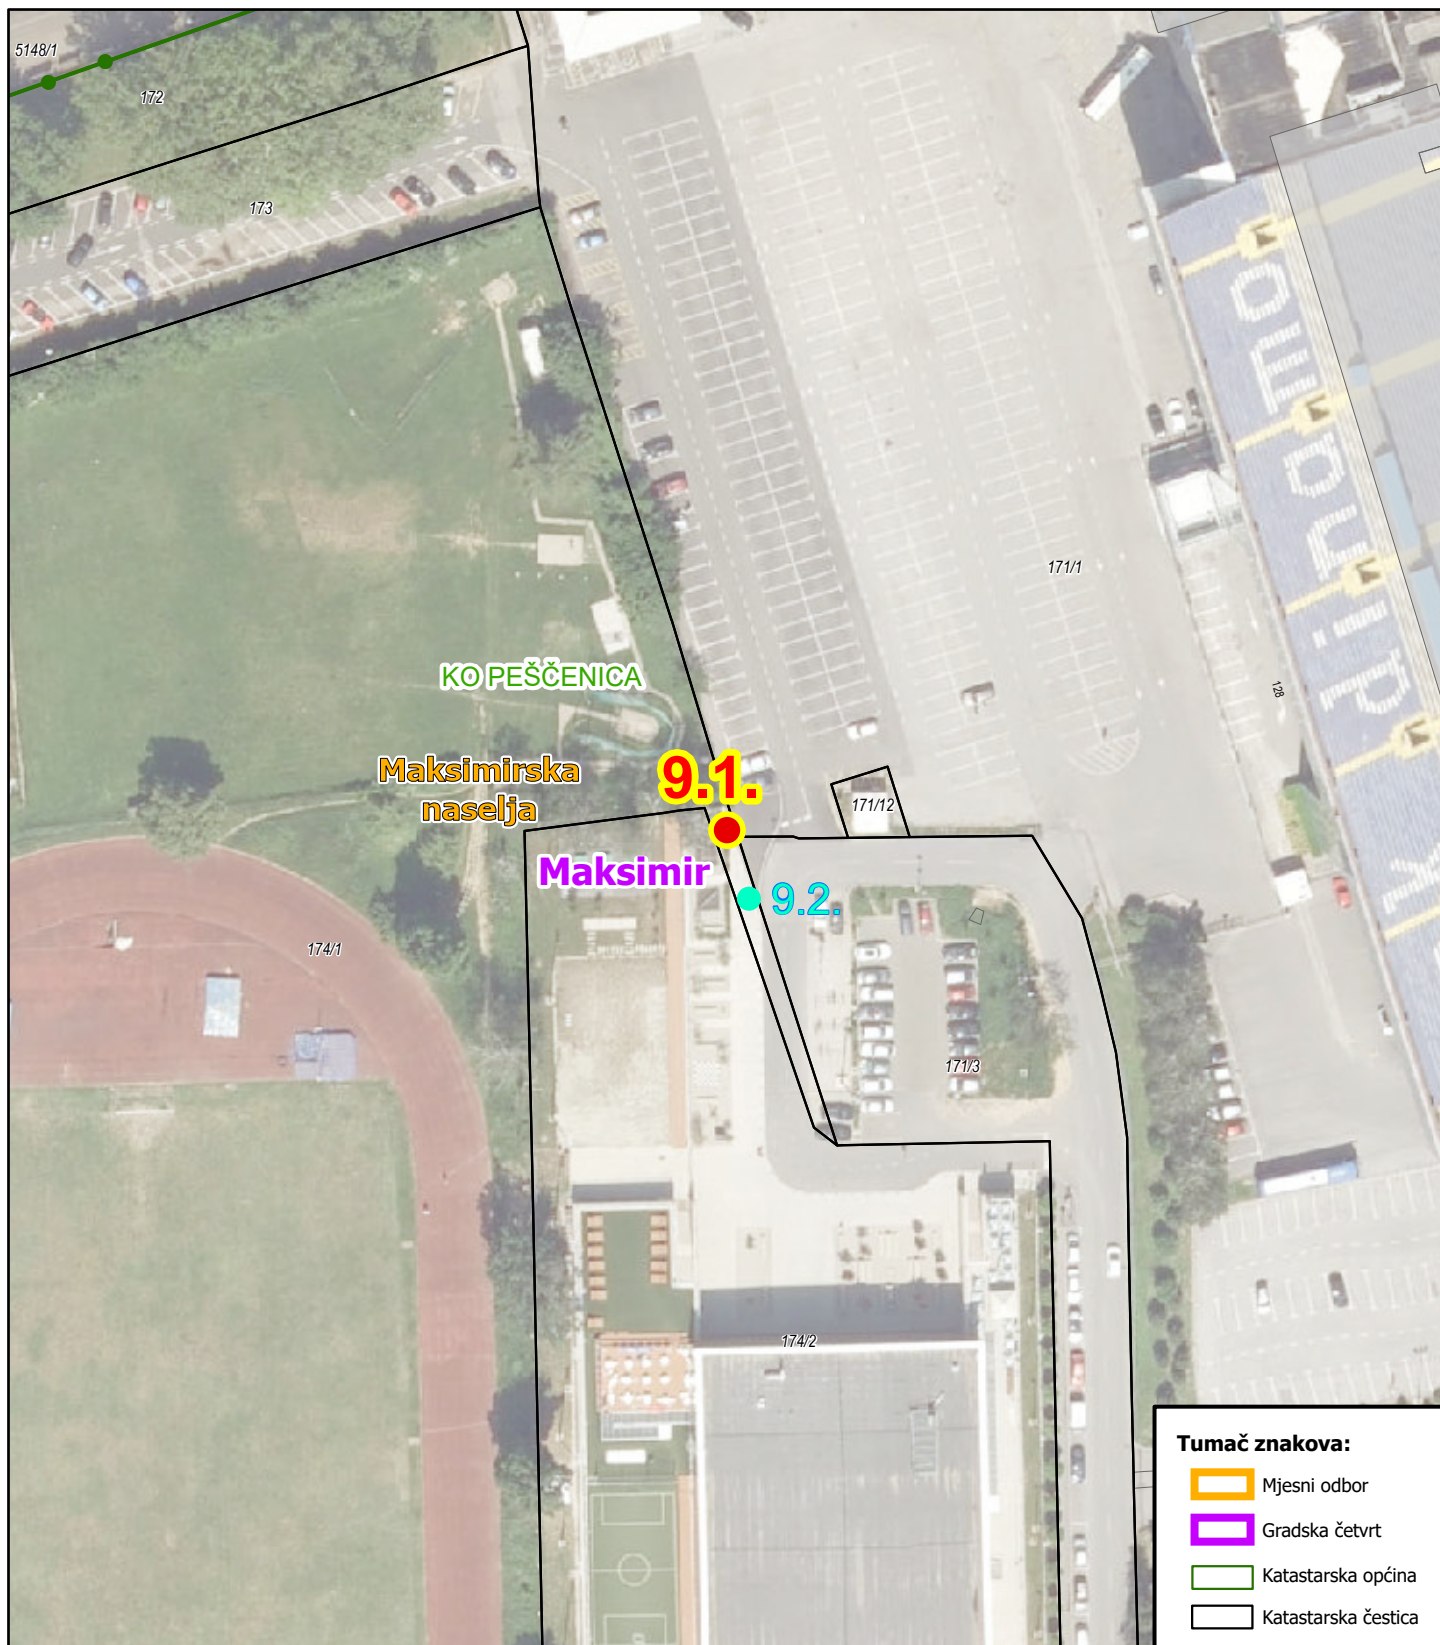 5148/1
172
173
171/1
128
KO PEŠČENICA
Maksimirska
naselja
9.1.
171/12
Maksimir
9.2.
174/1
171/3
174/2
Tumač znakova:
Mjesni odbor
Gradska četvrt
Katastarska općina
Katastarska čestica